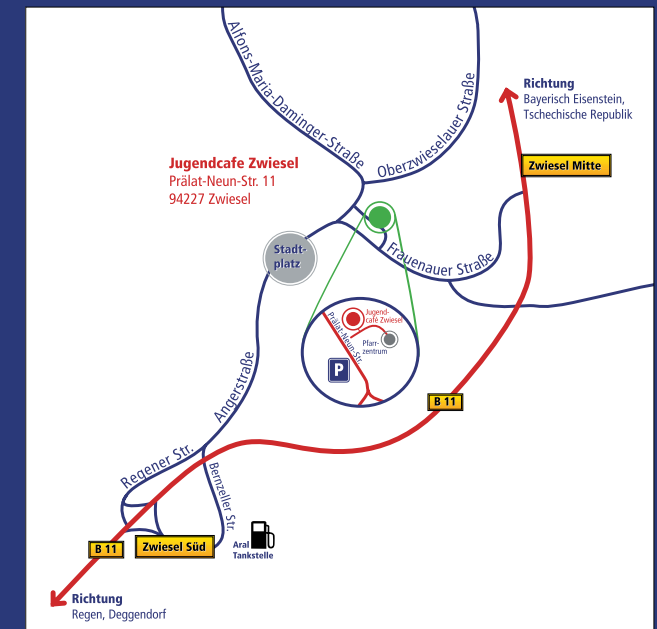 Alfons-Maria-Daminger-Straße
Oberzwieselauer Straße
Richtung
Bayerisch Eisenstein,
Tschechische Republik
Zwiesel Mitte
Jugendcafe Zwiesel
Prälat-Neun-Str. 11
94227 Zwiesel
Stadt-
platz
Frauenauer Straße
Jugend-
café Zwiesel
Prälat-Neun-Str.
Pfarr-
zentrum
P
Angerstraße
B 11
Regener Str.
Bernzeller Str.
Aral
Tankstelle
B 11
Zwiesel Süd
Richtung
Regen, Deggendorf